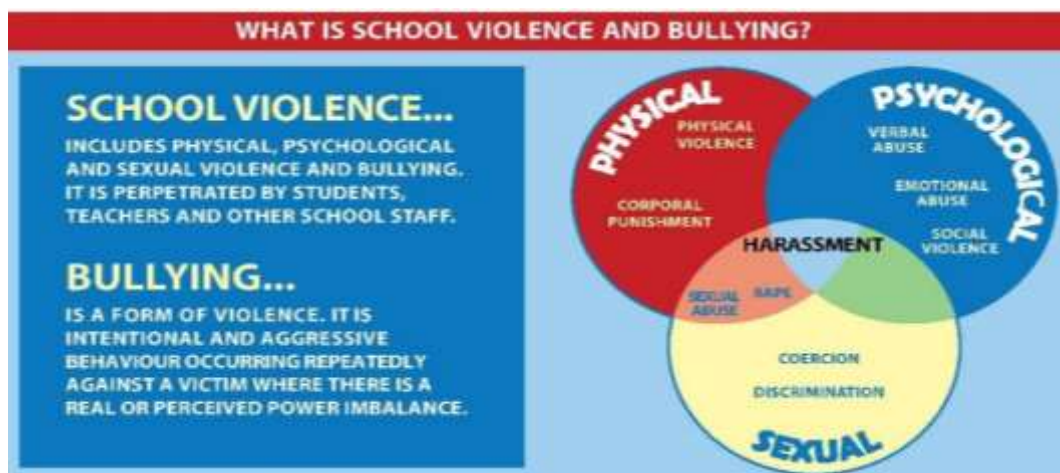 WHAT IS SCHOOL VIOLENCE AND BULLYING?
SCHOOL VIOLENCE...
INCLUDES PHYSICAL, PSYCHOLOGICAL
AND SEXUAL VIOLENCE AND BULLYING.
IT IS PERPETRATED BY STUDENTS,
TEACHERS AND OTHER SCHOOL STAFF.
BULLYING...
IS A FORM OF VIOLENCE. IT IS
INTENTIONAL AND AGGRESSIVE
BEHAVIOUR OCCURRING REPEATEDLY
AGAINST A VICTIM WHERE THERE IS A
REAL OR PERCEIVED POWER IMBALANCE.
PHYSICAL
PHYSICAL
VIOLENCE
CORPORAL
PUNISHMENT
PSYCHOLOGICAL
VERBAL
ABUSE
EMOTIONAL
ABUSE
SOCIAL
VIOLENCE
HARASSMENT
SEXUAL
ABUSE
RAPE
COERCION
DISCRIMINATION
SEXUAL